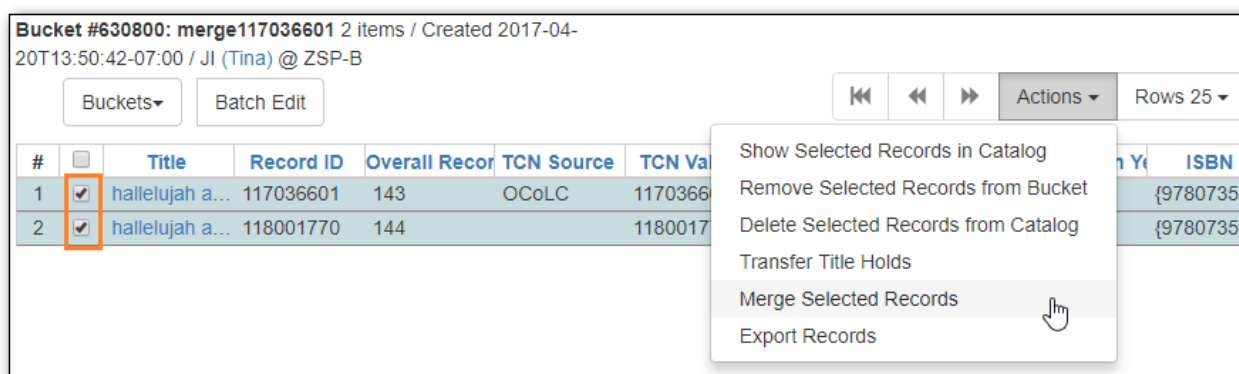 Bucket #630800: merge117036601 2 items / Created 2017-04-
20T13:50:42-07:00 / JI (Tina) @ ZSP-B
Buckets Batch Edit Actions Rows 25
# Title Record ID Overall Recor TCN Source TCN Val ISBN
1 hallelujah a... 117036601 143 OCoLC 1170366 {9780735
2 hallelujah a... 118001770 144 1180017 {9780735
Show Selected Records in Catalog
Remove Selected Records from Bucket
Delete Selected Records from Catalog
Transfer Title Holds
Merge Selected Records
Export Records